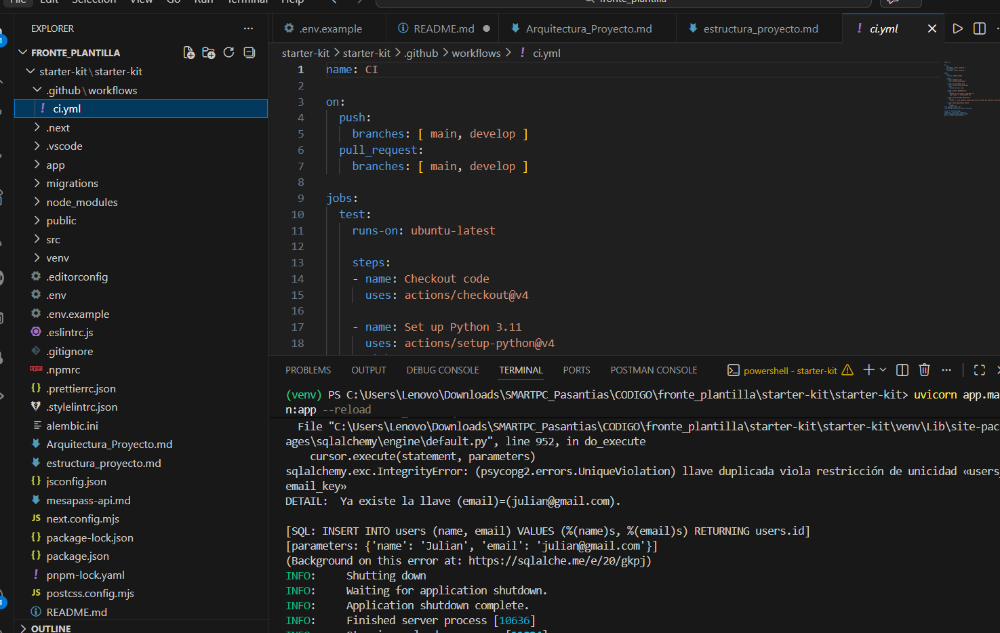 File Edit Selection View Go Run Terminal Help
fronte_plantilla
EXPLORER
FRONTE_PLANTILLA
starter-kit\starter-kit
.github\workflows
! ci.yml
.next
.vscode
app
migrations
node_modules
public
src
venv
.editorconfig
.env
.env.example
.eslintrc.js
.gitignore
.npmrc
{} .prettierrc.json
.stylelintrc.json
alembic.ini
Arquitectura_Proyecto.md
estructura_proyecto.md
{} jsconfig.json
mesapass-api.md
JS next.config.mjs
{} package-lock.json
{} package.json
! pnpm-lock.yaml
JS postcss.config.mjs
README.md
OUTLINE
.env.example
README.md
Arquitectura_Proyecto.md
estructura_proyecto.md
! ci.yml
starter-kit > starter-kit > .github > workflows > ! ci.yml
1 name: CI
2
3 on:
4 push:
5 branches: [ main, develop ]
6 pull_request:
7 branches: [ main, develop ]
8
9 jobs:
10 test:
11 runs-on: ubuntu-latest
12
13 steps:
14 - name: Checkout code
15 uses: actions/checkout@v4
16
17 - name: Set up Python 3.11
18 uses: actions/setup-python@v4
PROBLEMS OUTPUT DEBUG CONSOLE TERMINAL PORTS POSTMAN CONSOLE
powershell - starter-kit
(venv) PS C:\Users\Lenovo\Downloads\SMARTPC_Pasantias\CODIGO\fronte_plantilla\starter-kit\starter-kit> uvicorn app.ma
n:app --reload
File "C:\Users\Lenovo\Downloads\SMARTPC_Pasantias\CODIGO\fronte_plantilla\starter-kit\starter-kit\venv\Lib\site-pac
ages\sqlalchemy\engine\default.py", line 952, in do_execute
cursor.execute(statement, parameters)
sqlalchemy.exc.IntegrityError: (psycopg2.errors.UniqueViolation) llave duplicada viola restricción de unicidad «users_
email_key»
DETAIL: Ya existe la llave (email)=(julian@gmail.com).
[SQL: INSERT INTO users (name, email) VALUES (%(name)s, %(email)s) RETURNING users.id]
[parameters: {'name': 'Julian', 'email': 'julian@gmail.com'}]
(Background on this error at: https://sqlalche.me/e/20/gkpj)
INFO: Shutting down
INFO: Waiting for application shutdown.
INFO: Application shutdown complete.
INFO: Finished server process [10636]